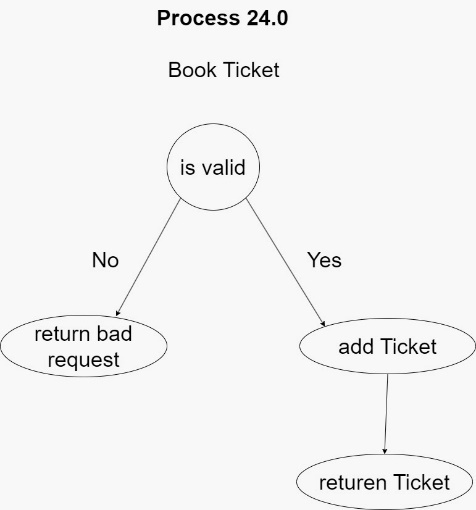 Process 24.0
Book Ticket
is valid
No
Yes
return bad
request
add Ticket
returen Ticket